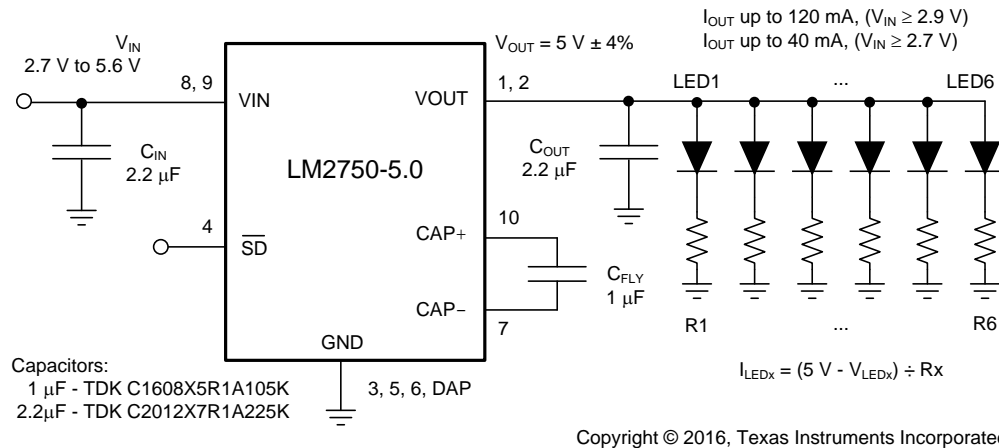 V_IN
2.7 V to 5.6 V
V_OUT = 5 V ± 4%
I_OUT up to 120 mA, (V_IN ≥ 2.9 V)
I_OUT up to 40 mA, (V_IN ≥ 2.7 V)
8, 9
VIN
VOUT
1, 2
LED1
...
LED6
C_IN
2.2 μF
LM2750-5.0
C_OUT
2.2 μF
4
SD
CAP+
10
C_FLY
1 μF
CAP−
7
R1
...
R6
GND
3, 5, 6, DAP
I_LEDx = (5 V - V_LEDx) ÷ Rx
Capacitors:
1 μF - TDK C1608X5R1A105K
2.2μF - TDK C2012X7R1A225K
Copyright © 2016, Texas Instruments Incorporated